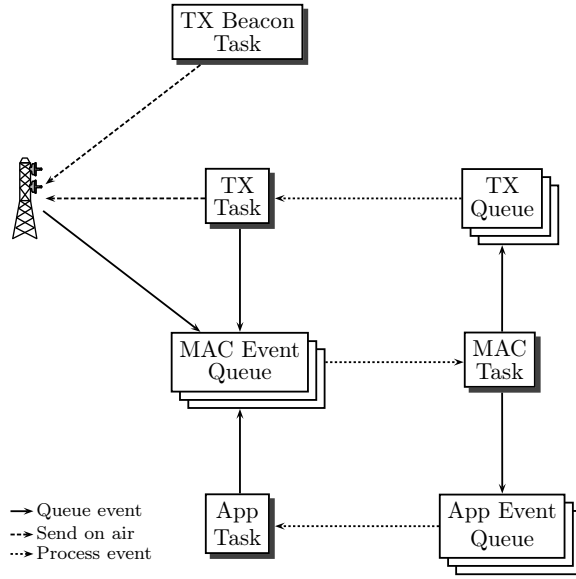 TX Beacon
Task
TX
Task
TX
Queue
MAC Event
Queue
MAC
Task
App
Task
App Event
Queue
Queue event
Send on air
Process event